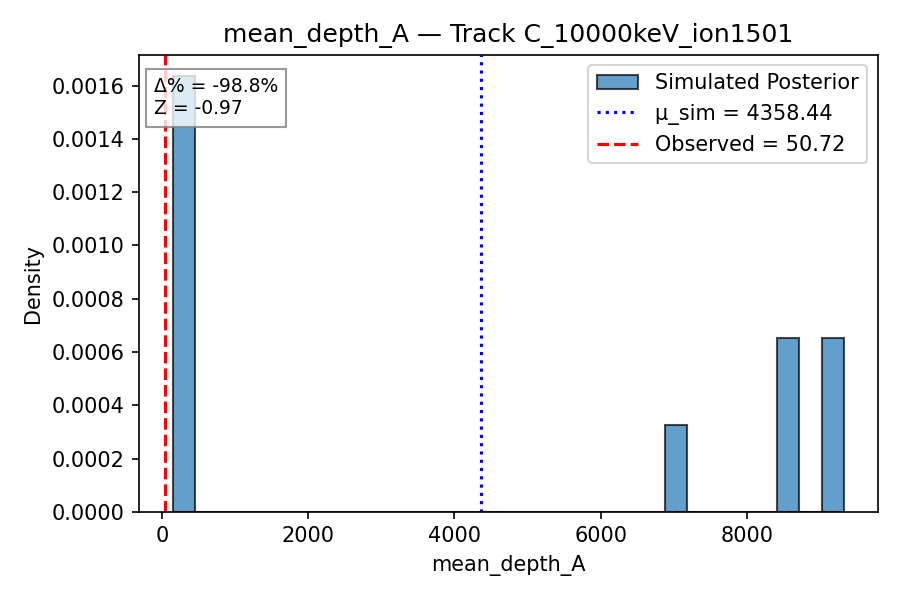 mean_depth_A — Track C_10000keV_ion1501
Δ% = -98.8%
Z = -0.97
Simulated Posterior
μ_sim = 4358.44
Observed = 50.72
Density
0.0016
0.0014
0.0012
0.0010
0.0008
0.0006
0.0004
0.0002
0.0000
0
2000
4000
6000
8000
mean_depth_A